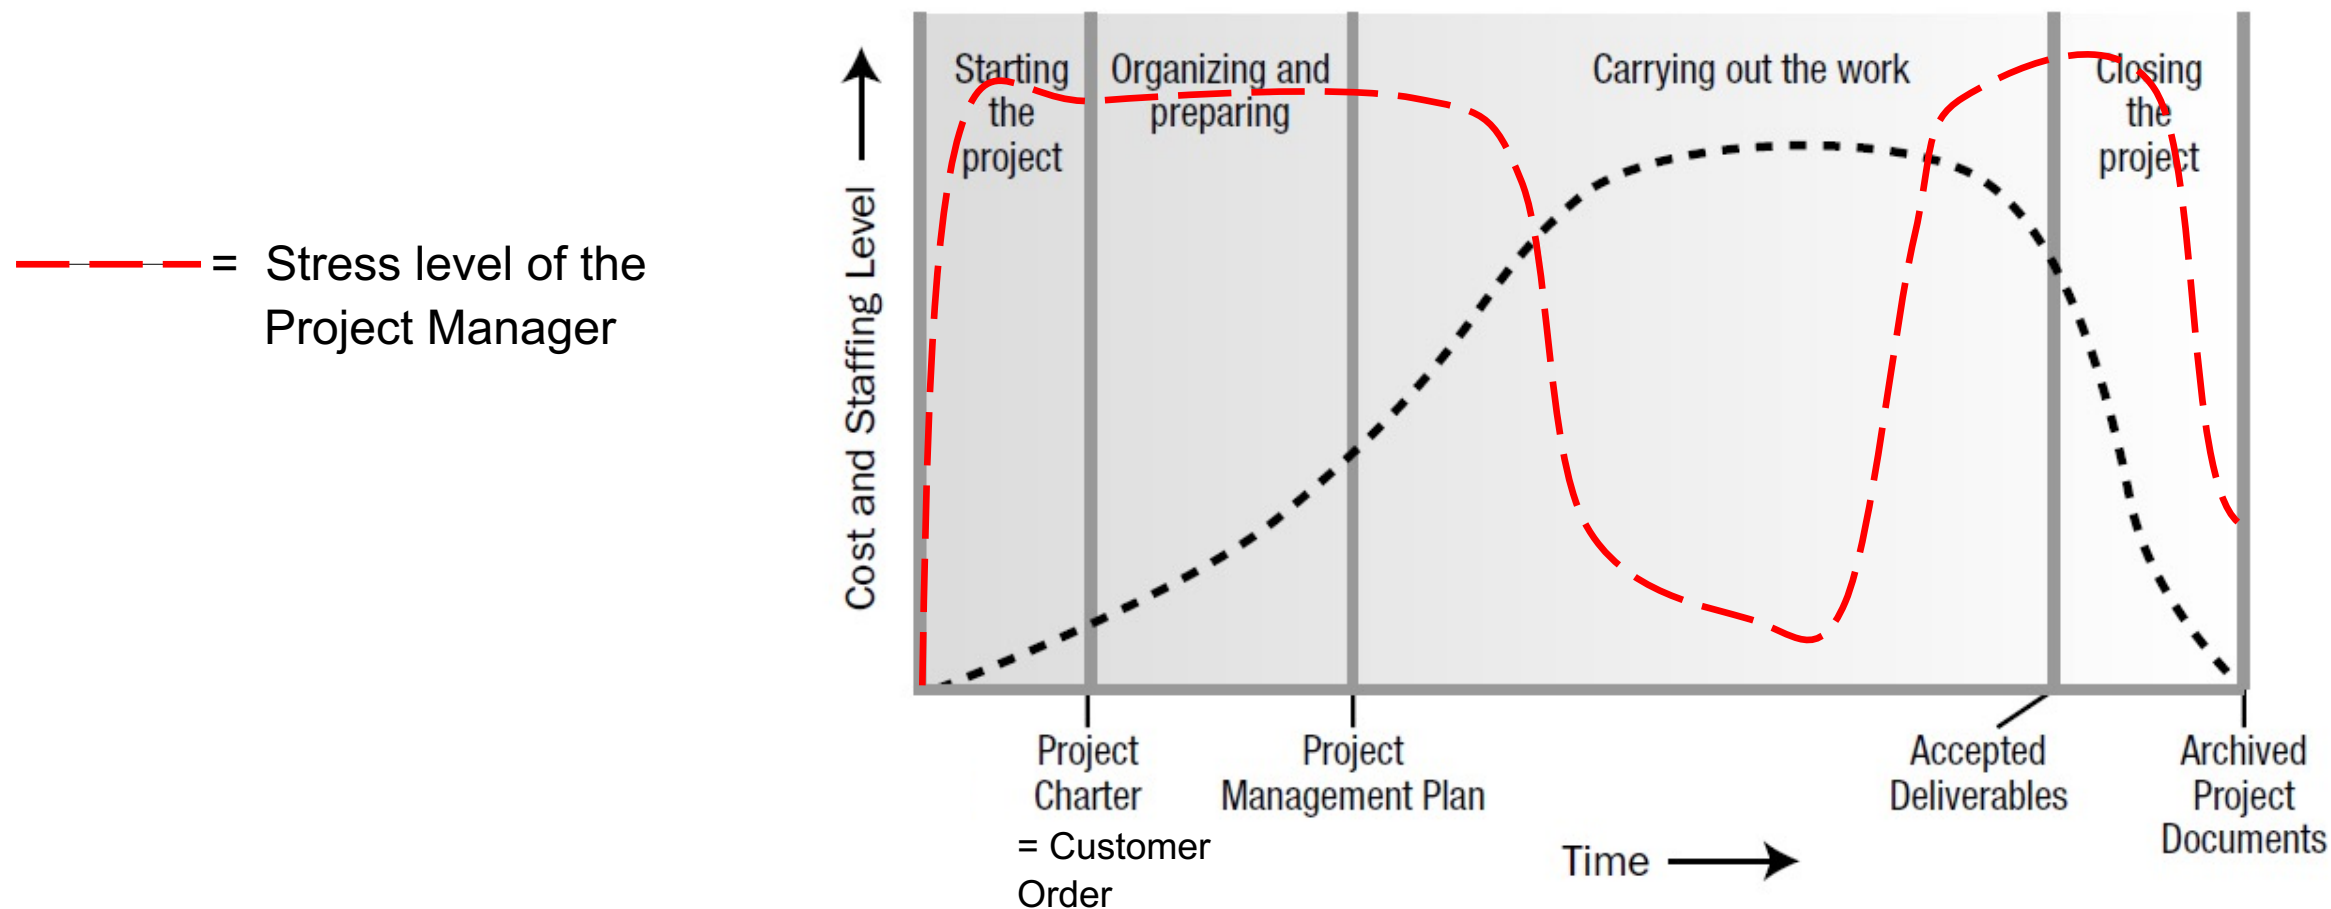 = Stress level of the
Project Manager
Cost and Staffing Level
Starting
the
project
Organizing and
preparing
Carrying out the work
Closing
the
project
Project
Charter
= Customer
Order
Project
Management Plan
Accepted
Deliverables
Archived
Project
Documents
Time